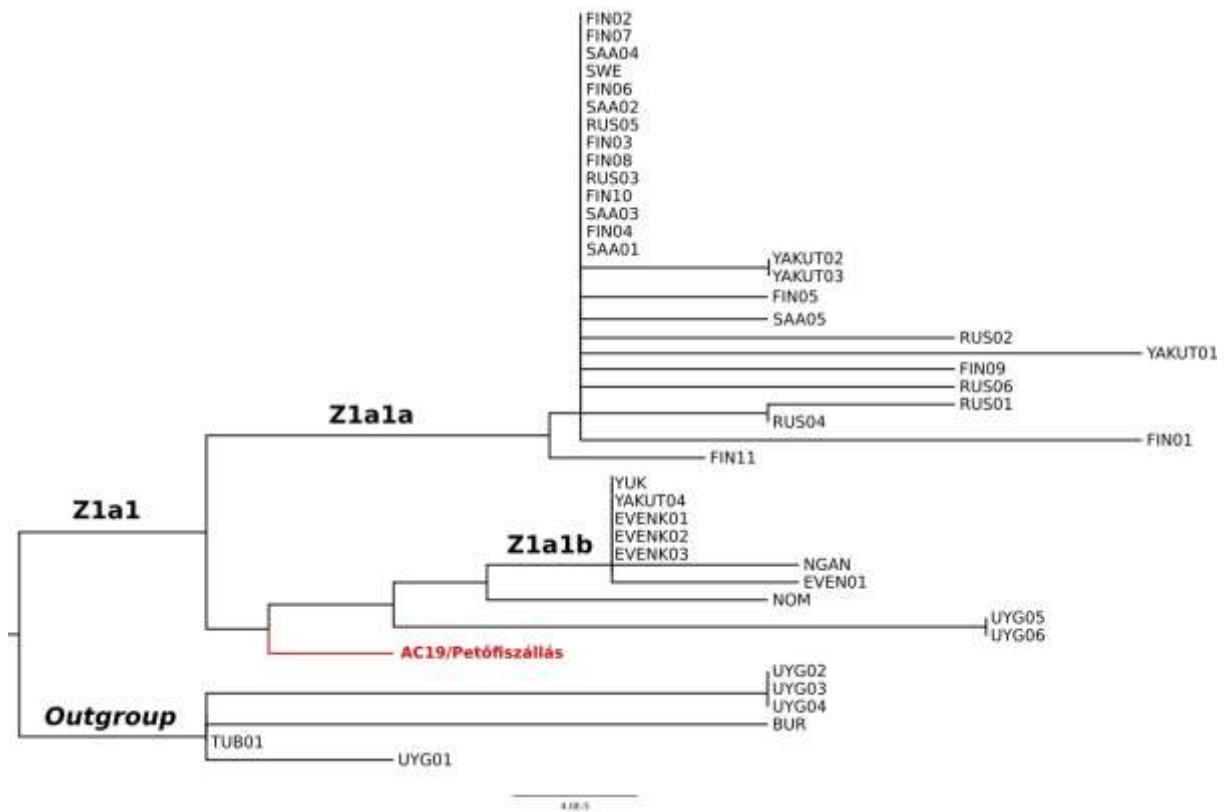 FIN02
FIN07
SAA04
SWE
FIN06
SAA02
RUS05
FIN03
FIN08
RUS03
FIN10
SAA03
FIN04
SAA01
YAKUT02
YAKUT03
FIN05
SAA05
RUS02
YAKUT01
FIN09
RUS06
RUS01
Z1a1a
RUS04
FIN01
FIN11
YUK
YAKUT04
Z1a1
EVENK01
EVENK02
Z1a1b
EVENK03
NGAN
EVEN01
NOM
UYG05
UYG06
AC19/Petőfiszállás
UYG02
UYG03
UYG04
Outgroup
BUR
TUB01
UYG01